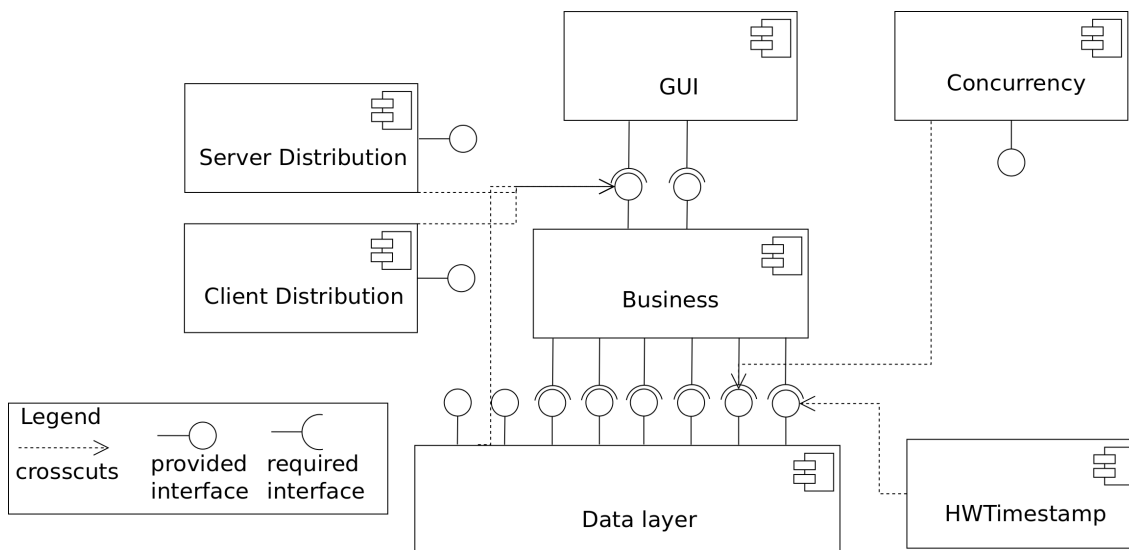 GUI
Concurrency
Server Distribution
Client Distribution
Business
Legend
crosscuts
provided
interface
required
interface
Data layer
HWTimestamp